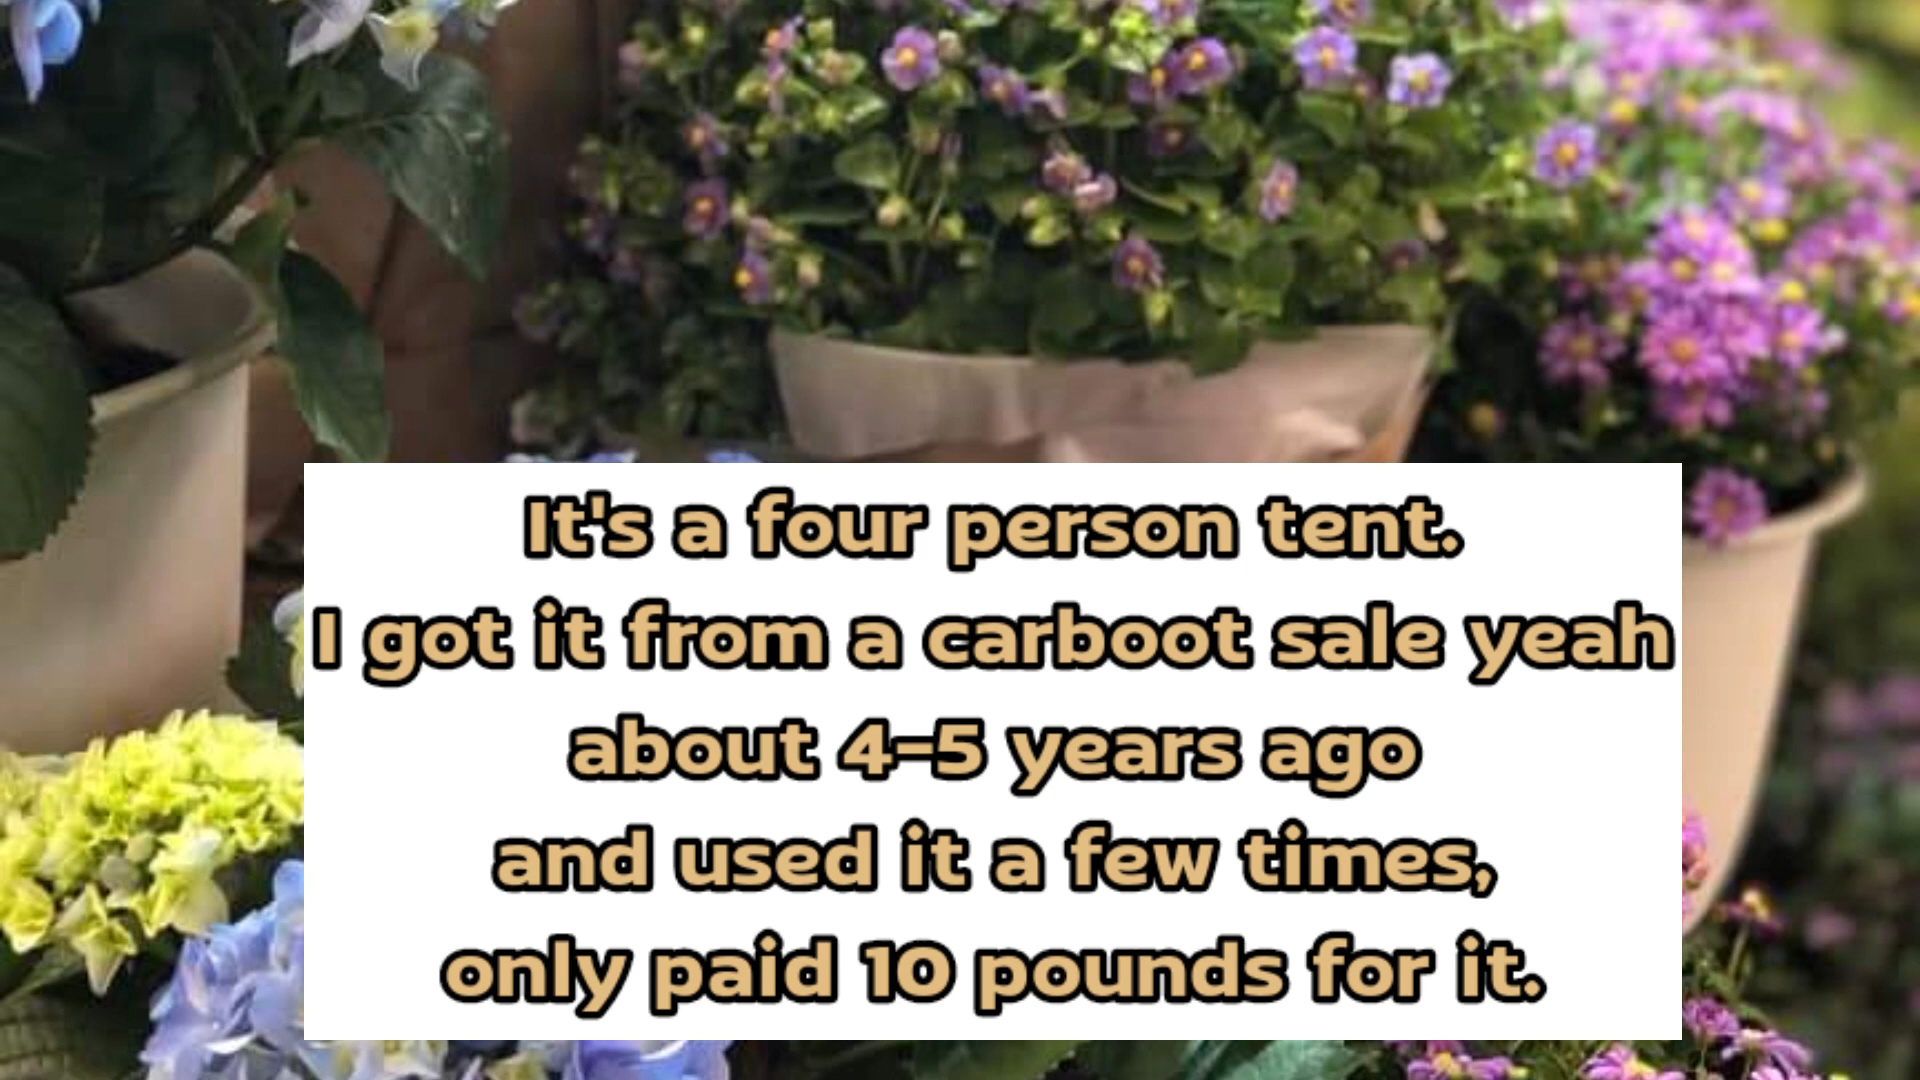 It's a four person tent.
I got it from a carboot sale yeah
about 4-5 years ago
and used it a few times,
only paid 10 pounds for it.